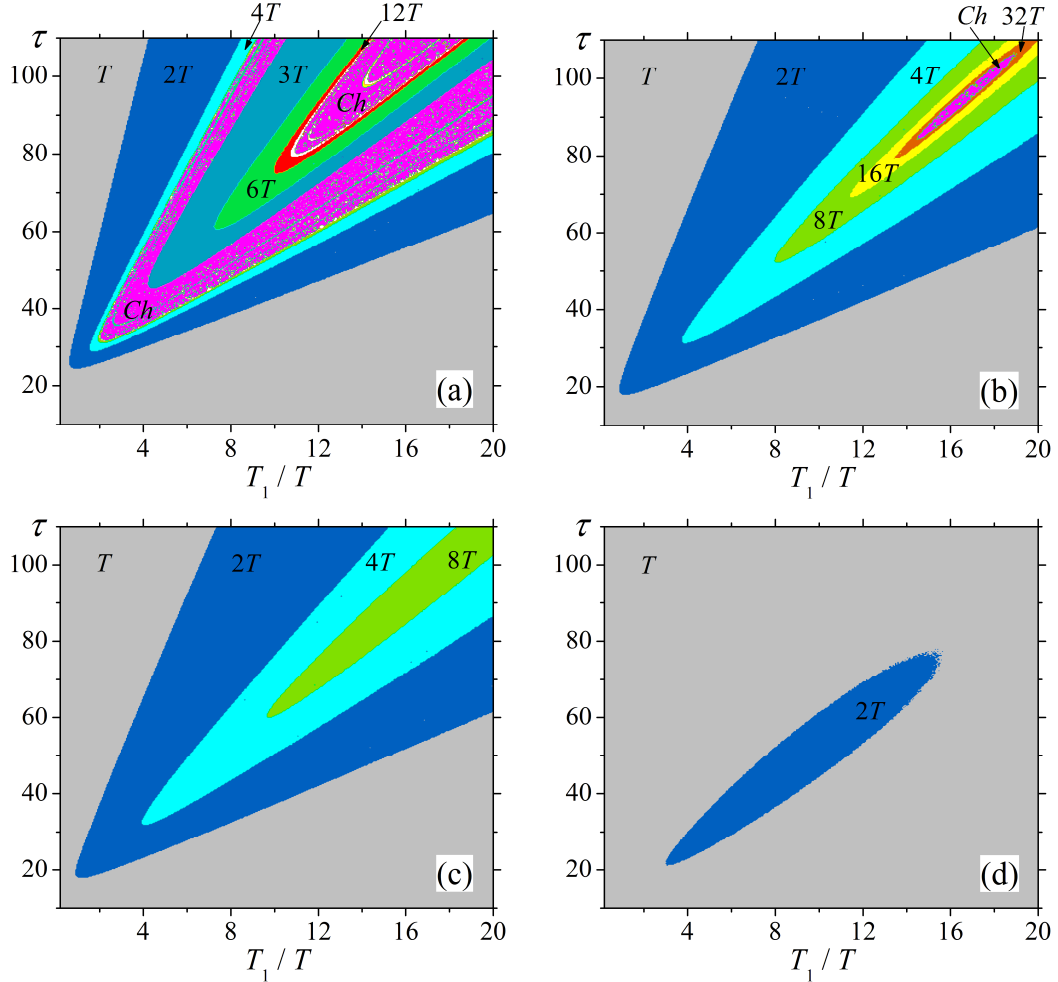 4T 12T
τ T 2T 3T Ch
100
80
6T
60
40 Ch
20 (a)
4 8 12 16 20
T₁ / T
Ch 32T
τ T 2T 4T
100
80
16T
8T
60
40
20 (b)
4 8 12 16 20
T₁ / T
τ T 2T 4T 8T
100
80
60
40
20 (c)
4 8 12 16 20
T₁ / T
τ T
100
80
2T
60
40
20 (d)
4 8 12 16 20
T₁ / T